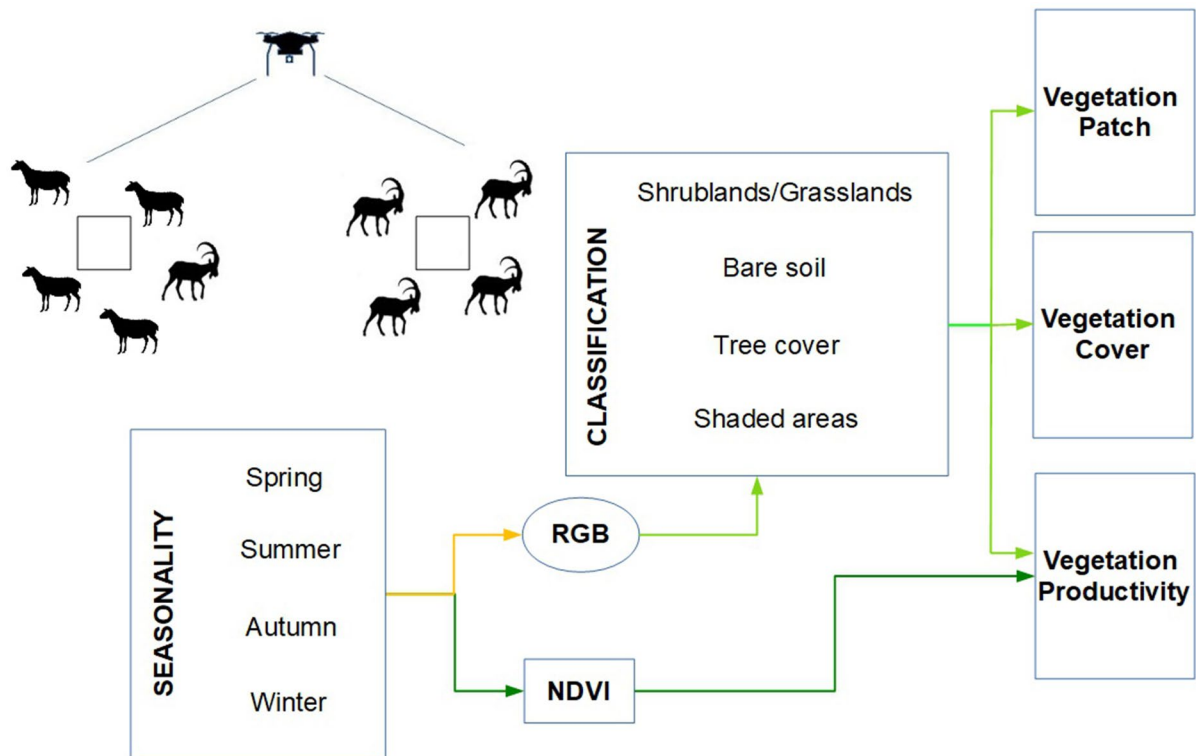 SEASONALITY
Spring
Summer
Autumn
Winter
RGB
NDVI
CLASSIFICATION
Shrublands/Grasslands
Bare soil
Tree cover
Shaded areas
Vegetation
Patch
Vegetation
Cover
Vegetation
Productivity